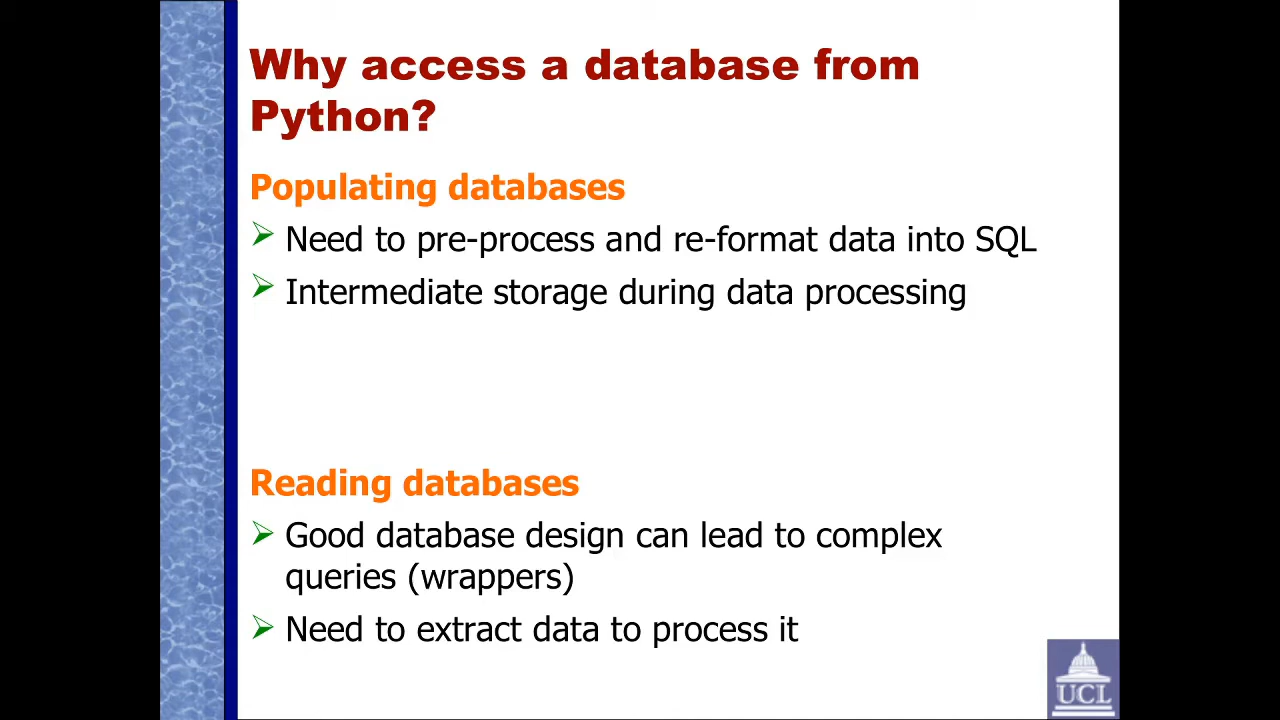 Why access a database from
Python?
Populating databases
Need to pre-process and re-format data into SQL
Intermediate storage during data processing
Reading databases
Good database design can lead to complex
queries (wrappers)
Need to extract data to process it
UCL